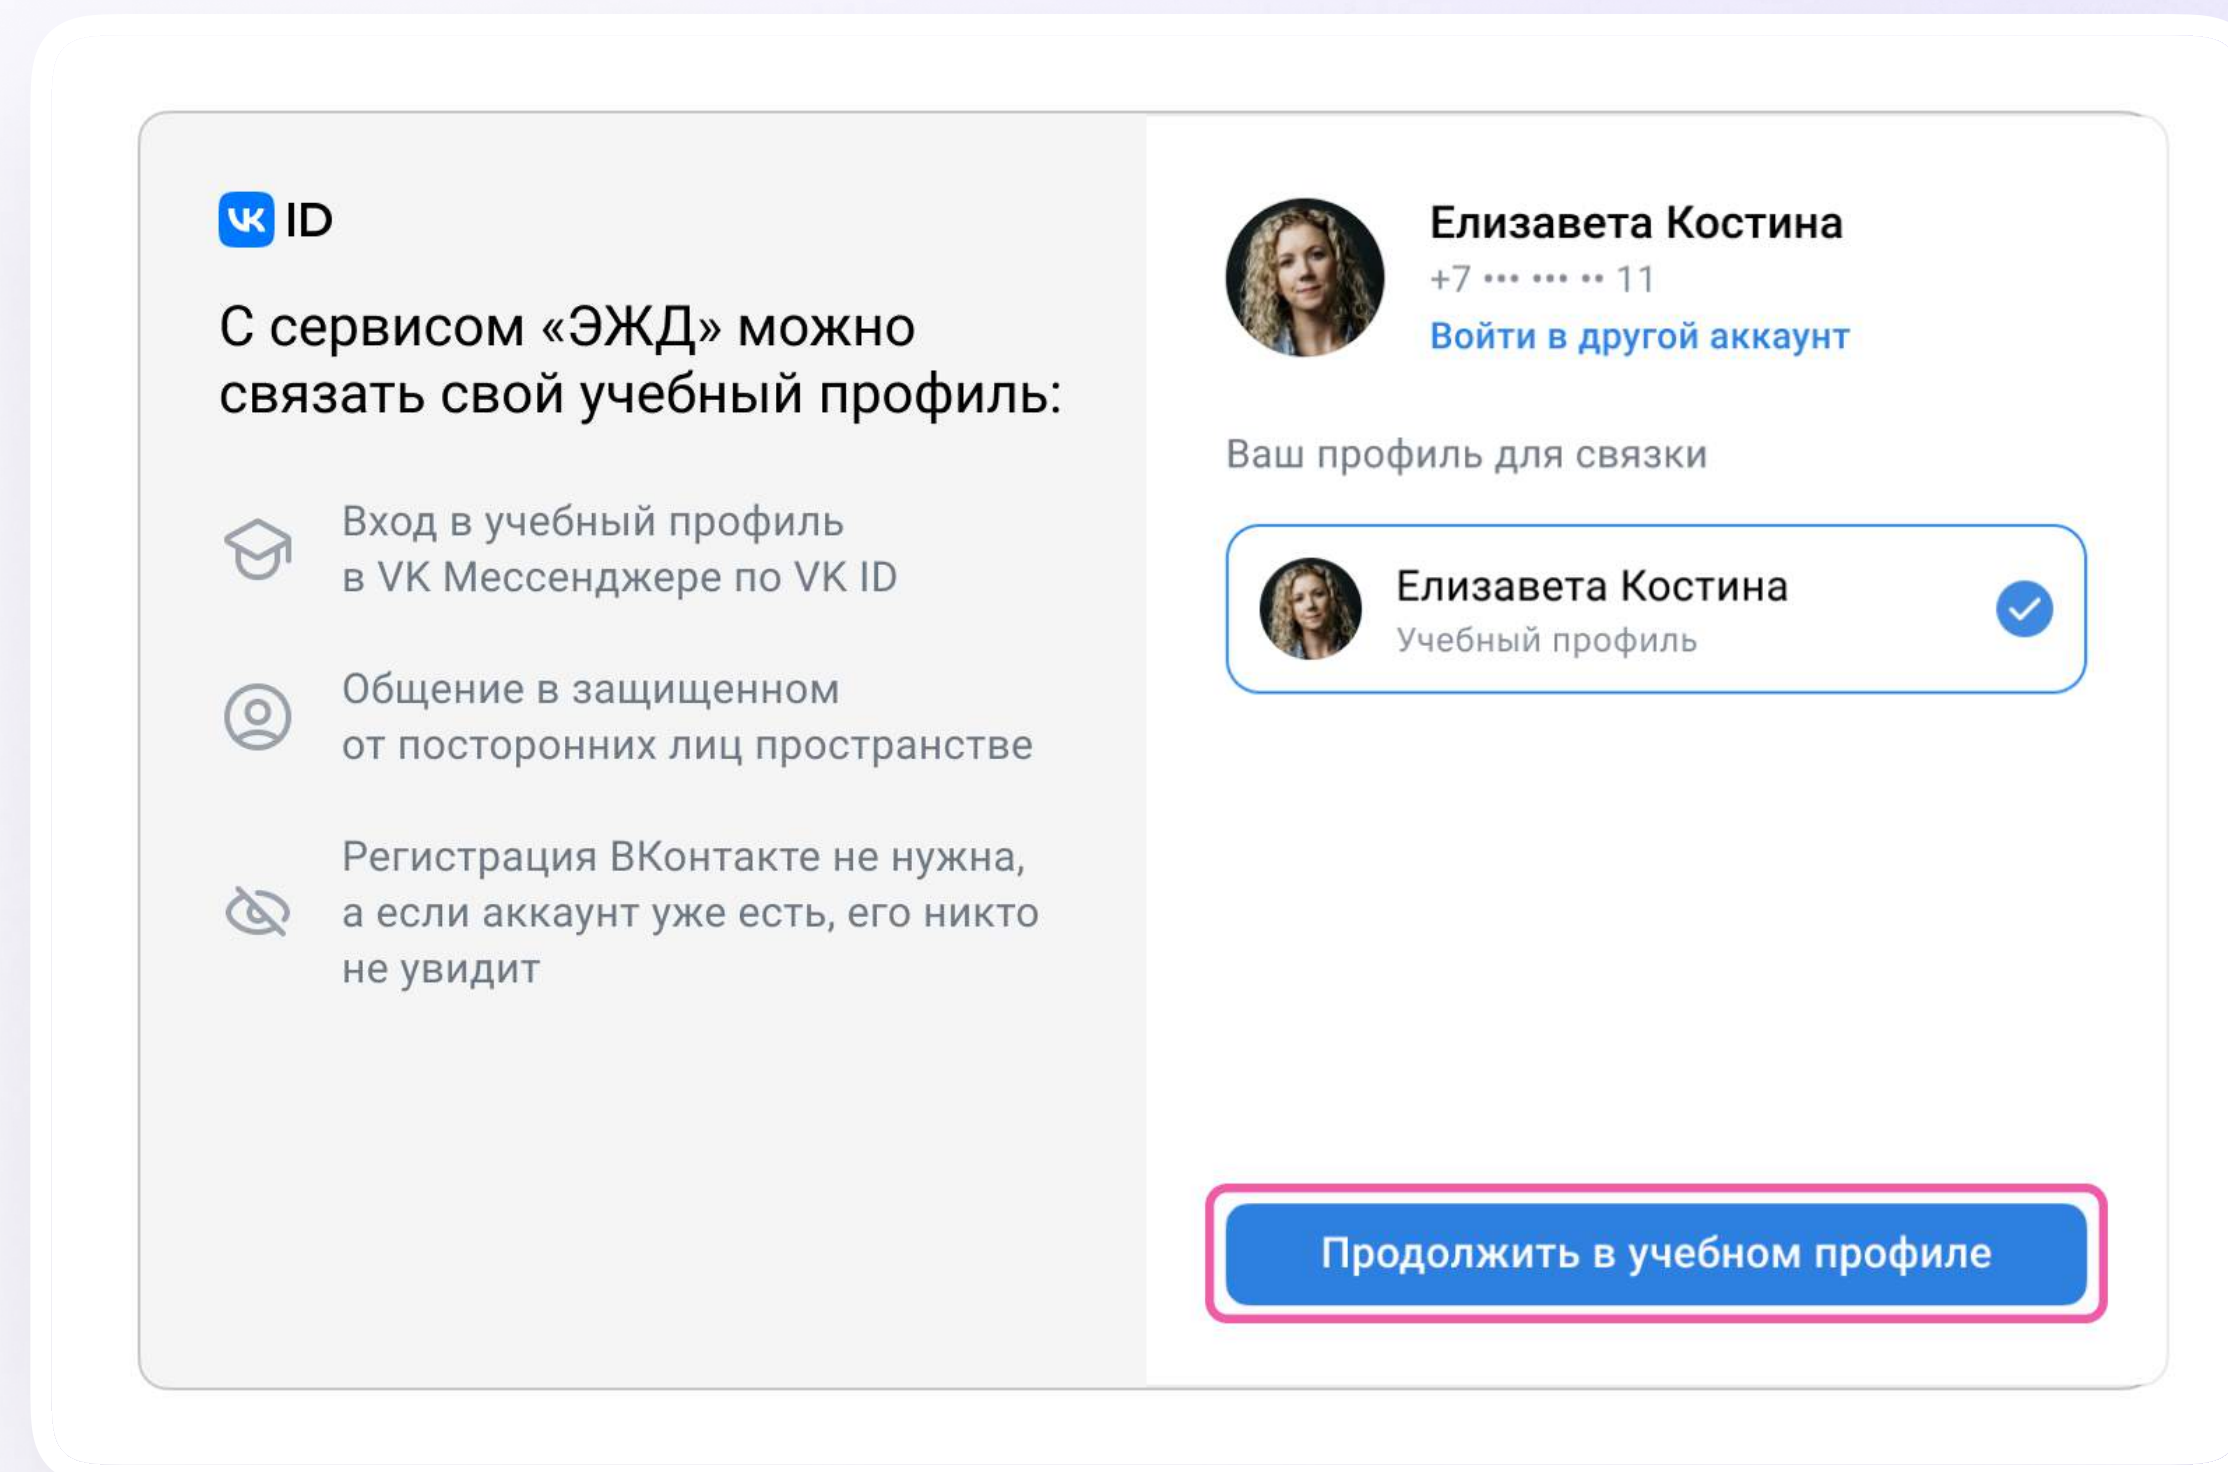 VK ID
С сервисом «ЭЖД» можно
связать свой учебный профиль:
Вход в учебный профиль
в VK Мессенджере по VK ID
Общение в защищенном
от посторонних лиц пространстве
Регистрация ВКонтакте не нужна,
а если аккаунт уже есть, его никто
не увидит
Елизавета Костина
+7 ••• ••• •• 11
Войти в другой аккаунт
Ваш профиль для связки
Елизавета Костина
Учебный профиль
Продолжить в учебном профиле